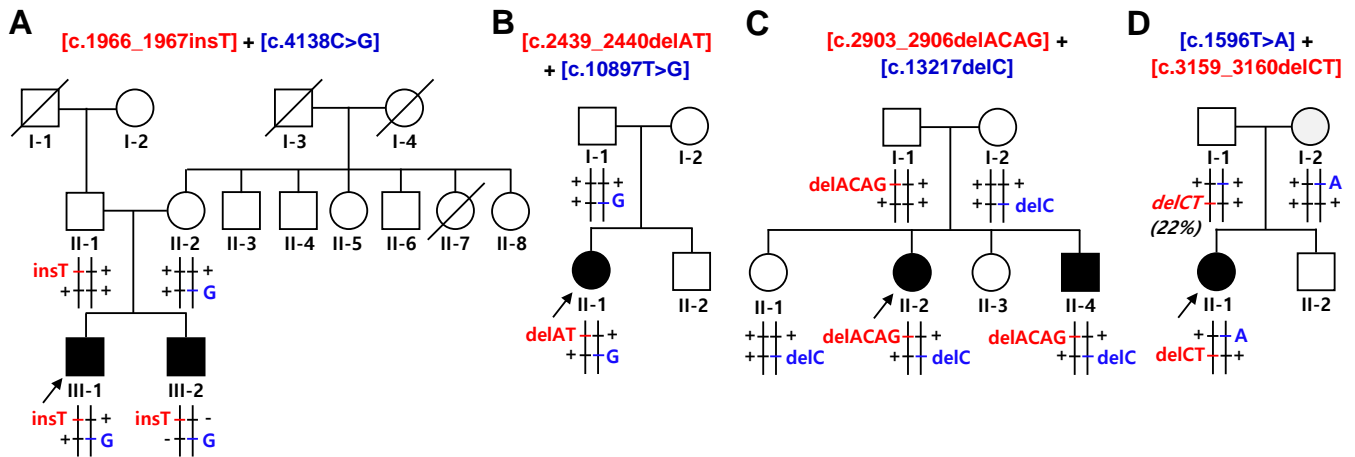 A
[c.1966_1967insT] + [c.4138C>G]
I-1
I-2
I-3
I-4
II-1
II-2
II-3
II-4
II-5
II-6
II-7
II-8
insT + + +
+ + + G
III-1
III-2
insT + insT -
+ G - G
B
[c.2439_2440delAT]
+ [c.10897T>G]
I-1
I-2
+ +
+ G
II-1
II-2
delAT +
+ G
C
[c.2903_2906delACAG] +
[c.13217delC]
I-1
I-2
delACAG + + +
+ + + delC
II-1
II-2
II-3
II-4
+ + delACAG + delACAG +
+ delC + delC + delC
D
[c.1596T>A] +
[c.3159_3160delCT]
I-1
I-2
+ + + A
delCT + + +
(22%)
II-1
II-2
+ A
delCT +